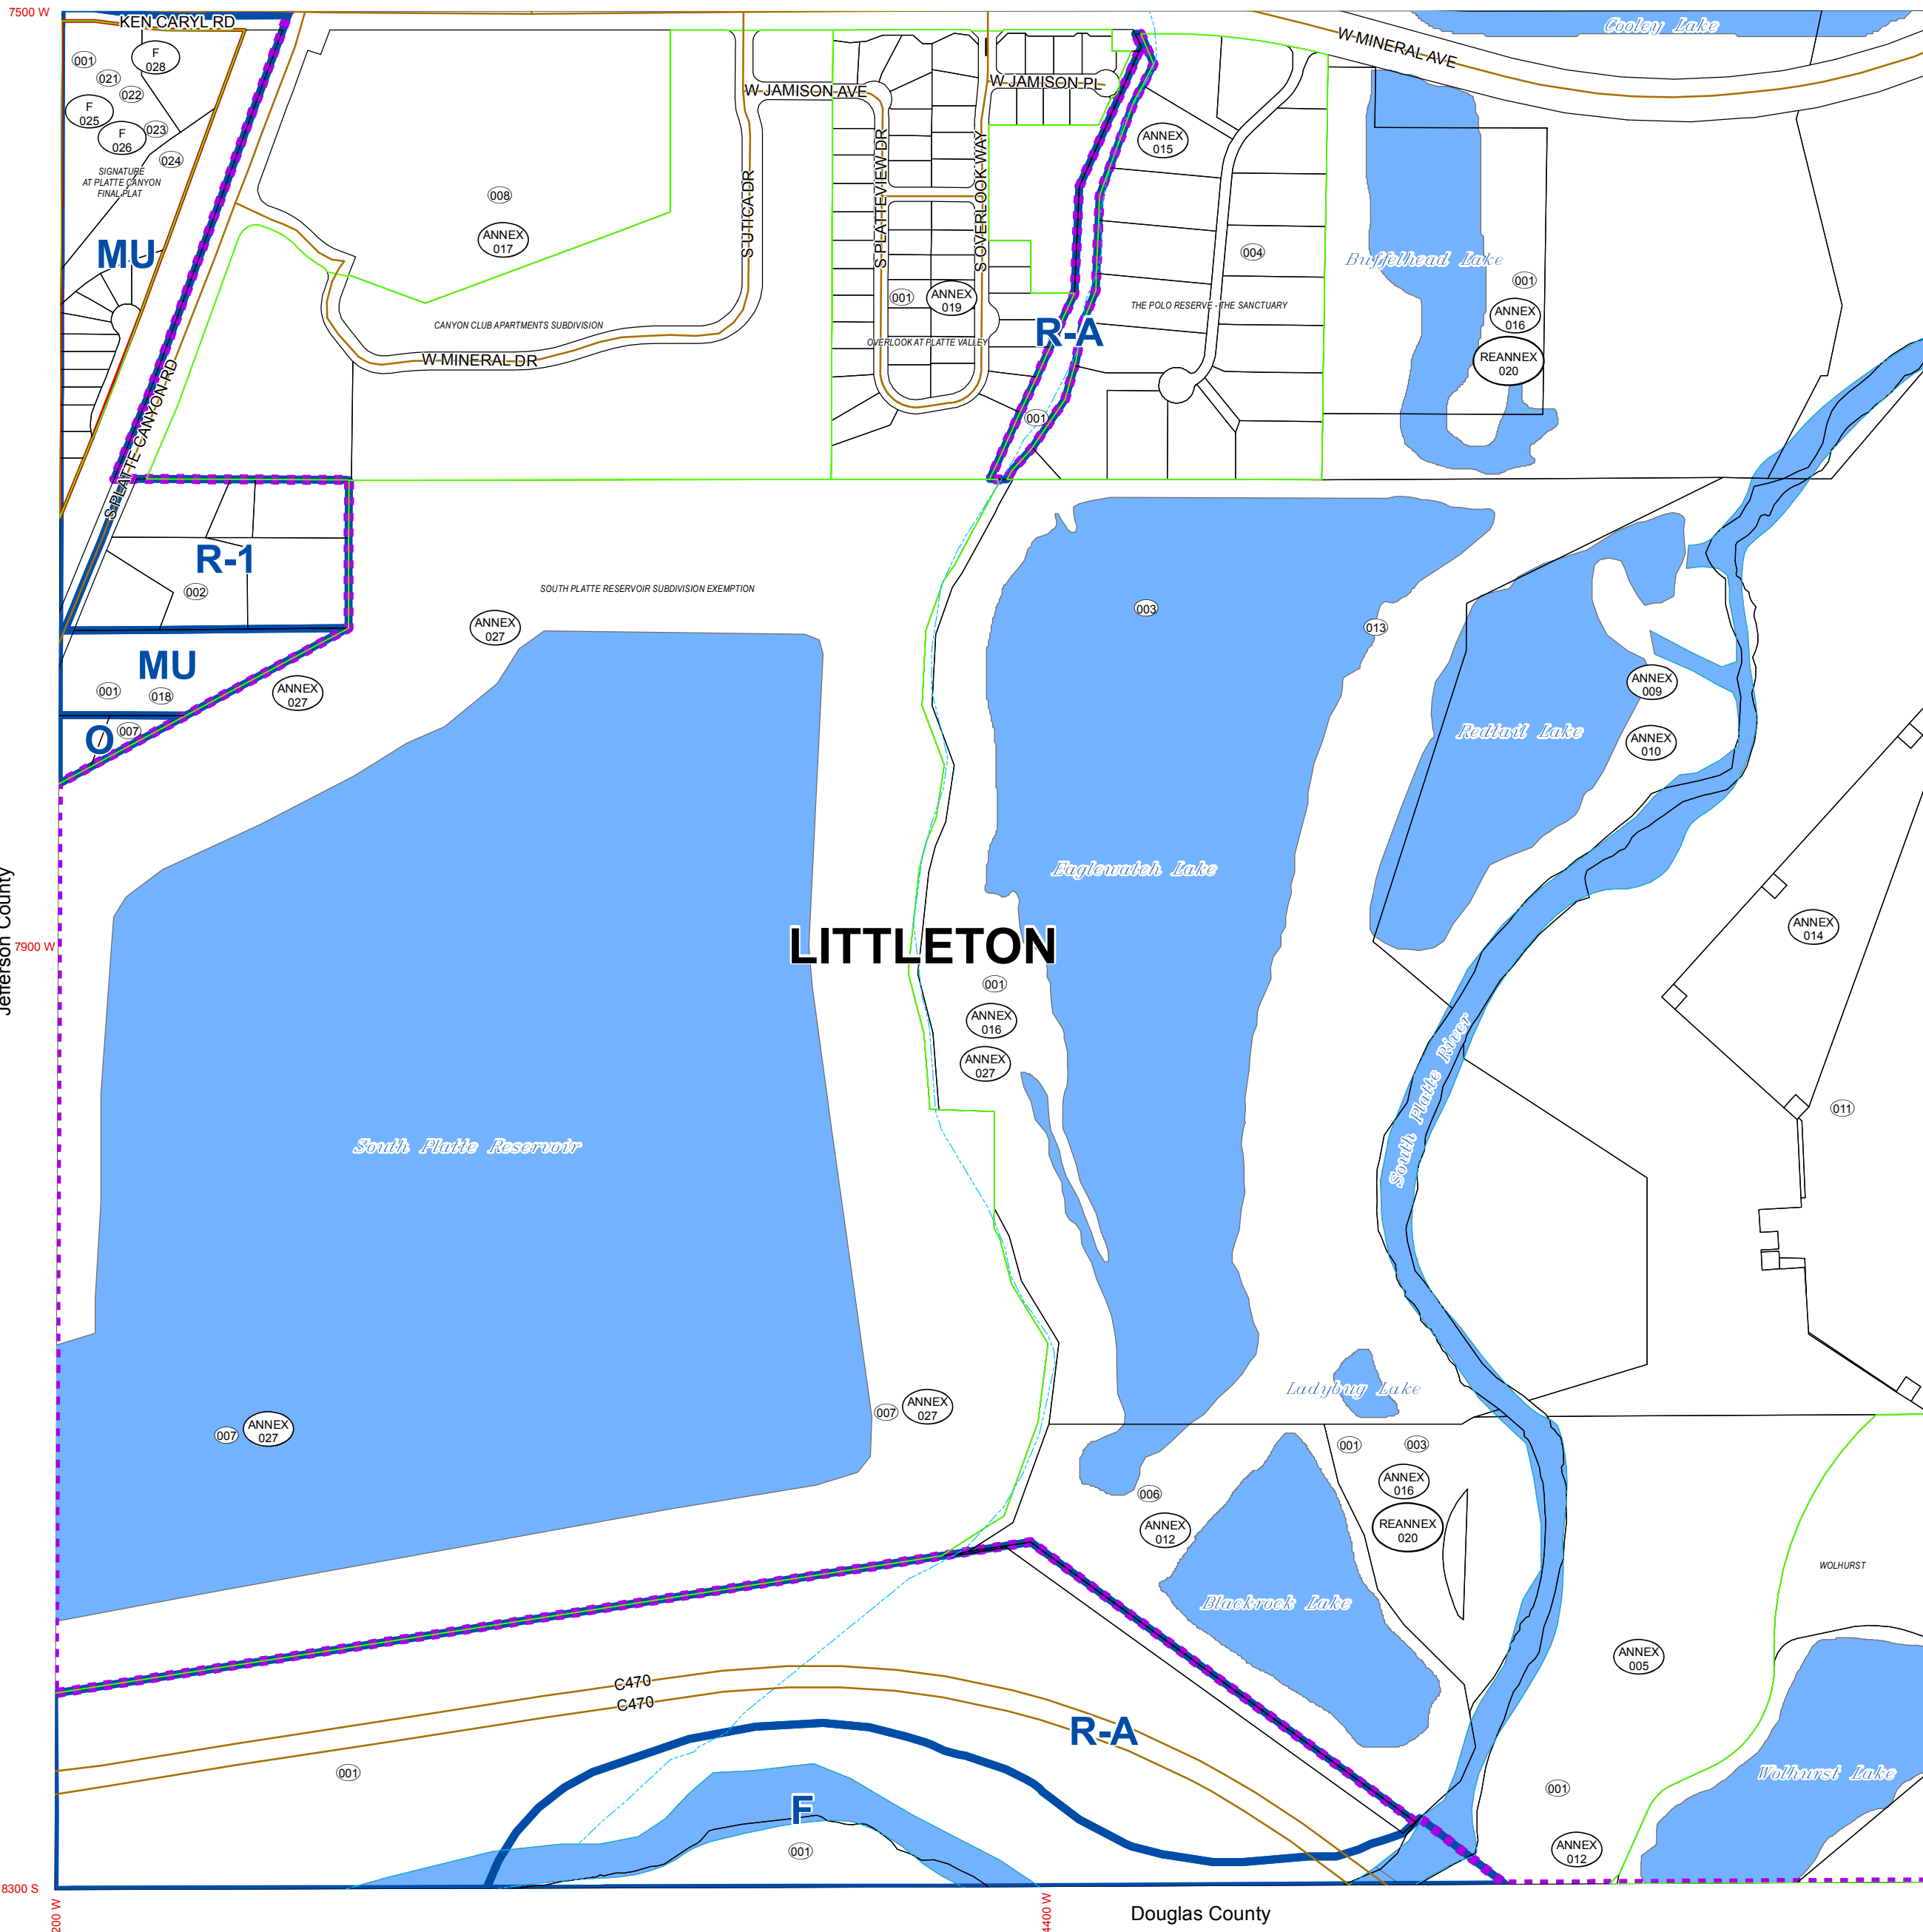 7500 W
KEN CARYL RD
Cooley Lake
W MINERAL AVE
001
F
028
021
022
F
025
F
026
023
024
SIGNATURE
AT PLATTE CANYON
FINAL PLAT
W JAMISON AVE
W JAMISON PL
ANNEX
015
008
ANNEX
017
S UTICA DR
S PLATTEVIEW DR
S OVERLOOK WAY
MU
004
Buffelhead Lake
001
ANNEX
016
REANNEX
020
001
ANNEX
019
THE POLO RESERVE - THE SANCTUARY
CANYON CLUB APARTMENTS SUBDIVISION
OVERLOOK AT PLATTE VALLEY
R-A
W MINERAL DR
S PLATTE CANYON RD
001
R-1
002
SOUTH PLATTE RESERVOIR SUBDIVISION EXEMPTION
ANNEX
027
003
013
MU
001
018
ANNEX
027
O
007
ANNEX
009
Redtail Lake
ANNEX
010
Eaglewatch Lake
Jefferson County
7900 W
LITTLETON
ANNEX
014
001
ANNEX
016
ANNEX
027
South Platte River
011
South Platte Reservoir
Ladybug Lake
007
ANNEX
027
007
ANNEX
027
001
003
ANNEX
016
REANNEX
020
006
ANNEX
012
WOLHURST
Blackrock Lake
ANNEX
005
C470
C470
R-A
001
Wolhurst Lake
001
F
001
ANNEX
012
8300 S
200 W
4400 W
Douglas County